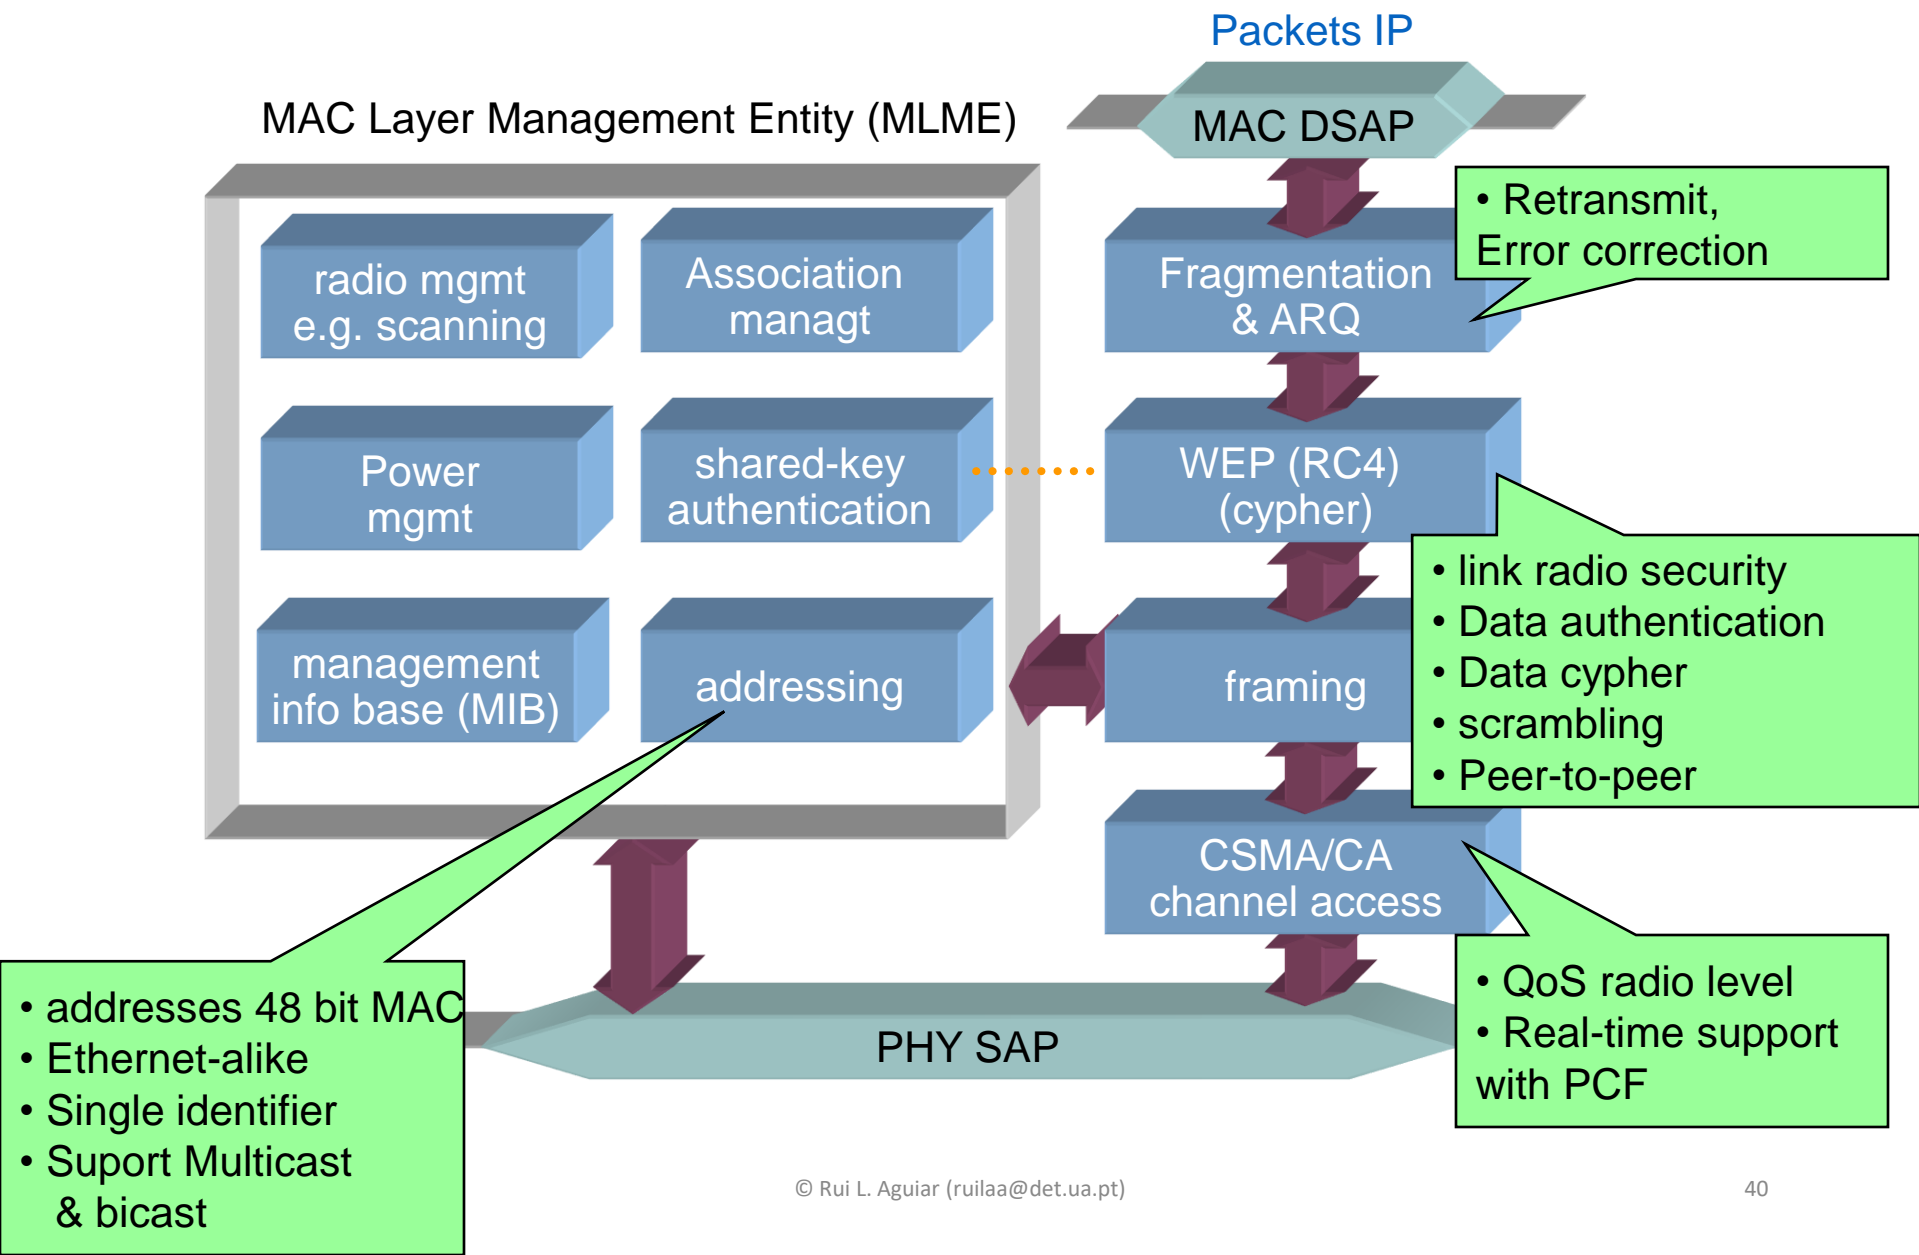 Packets IP
MAC Layer Management Entity (MLME)
MAC DSAP
radio mgmt
e.g. scanning
Association
managt
Fragmentation
& ARQ
• Retransmit,
Error correction
Power
mgmt
shared-key
authentication
WEP (RC4)
(cypher)
• link radio security
• Data authentication
• Data cypher
• scrambling
• Peer-to-peer
management
info base (MIB)
addressing
framing
CSMA/CA
channel access
• QoS radio level
• Real-time support
with PCF
• addresses 48 bit MAC
• Ethernet-alike
• Single identifier
• Suport Multicast
& bicast
PHY SAP
© Rui L. Aguiar (ruilaa@det.ua.pt)
40